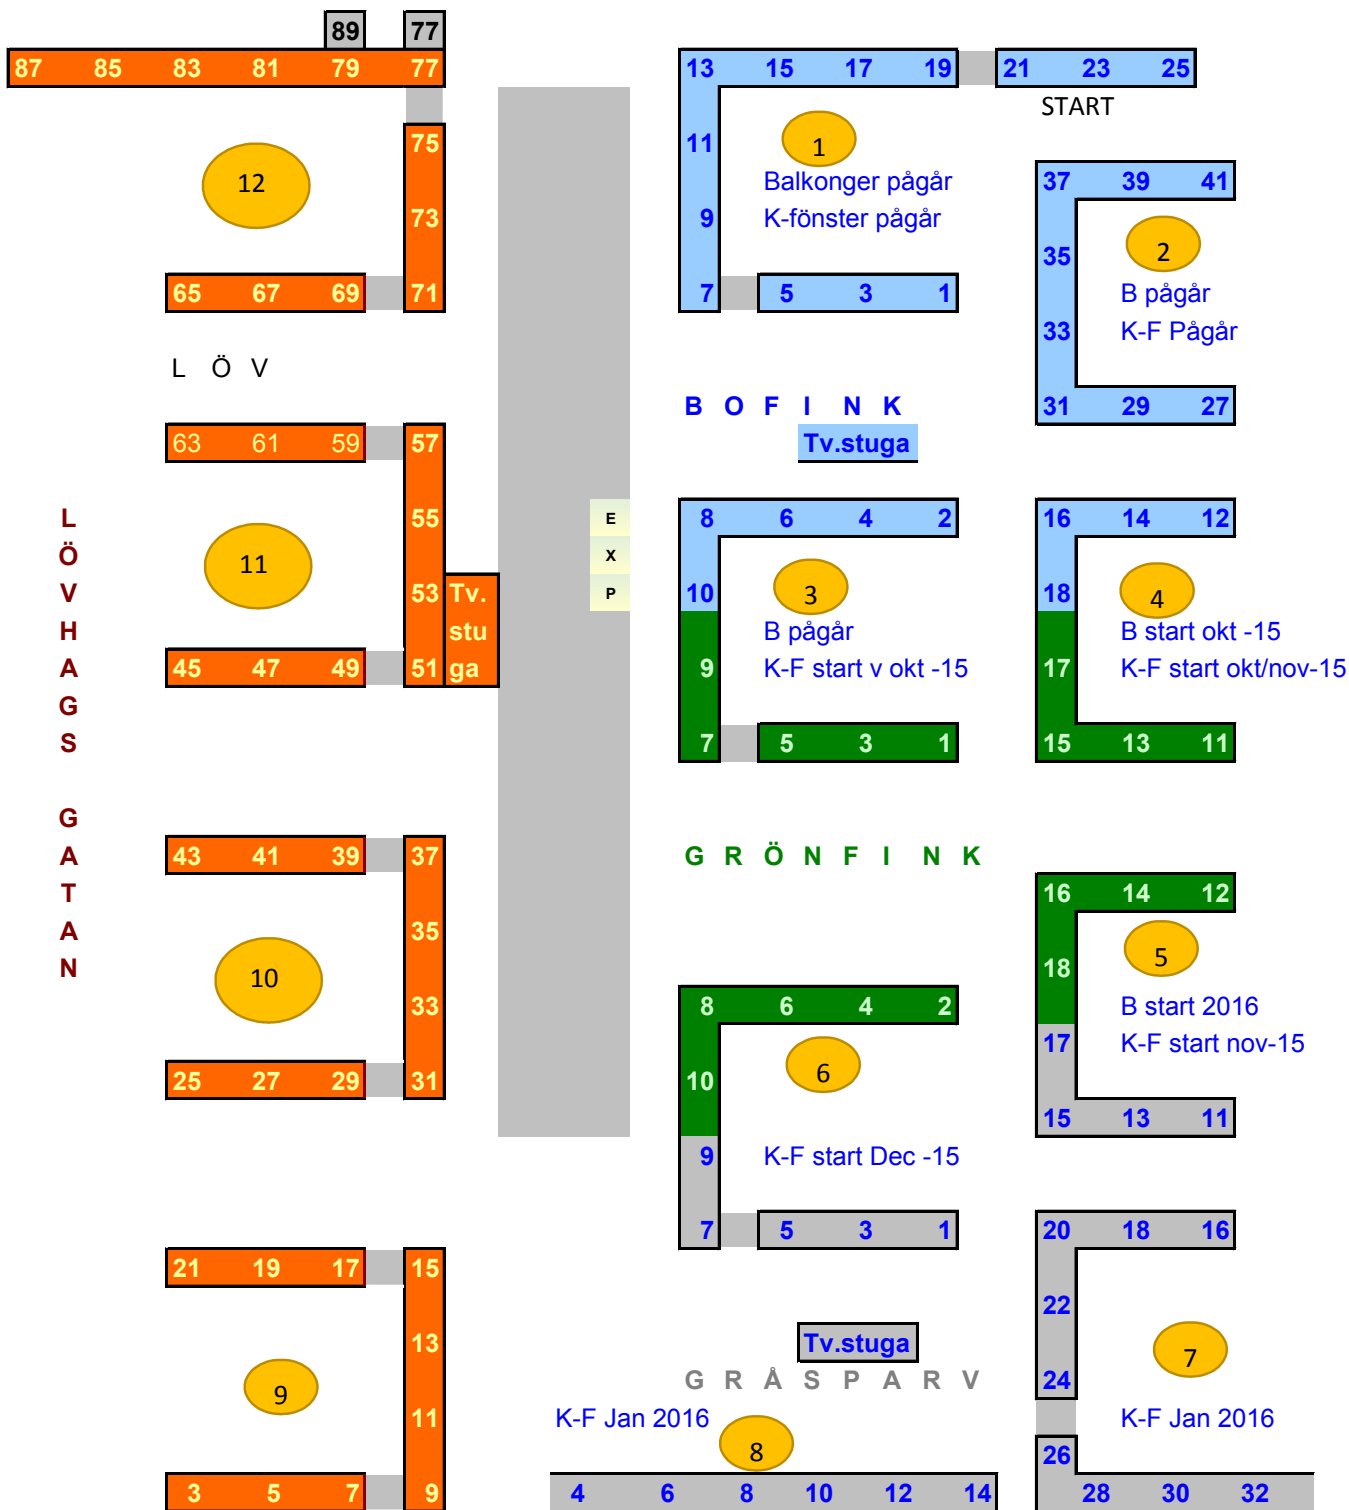 89 77
87 85 83 81 79 77
13 15 17 19 21 23 25
START
75
11
1
12
Balkonger pågår
37 39 41
73
9
K-fönster pågår
35
2
65 67 69 71
7 5 3 1
B pågår
33
K-F Pågår
L Ö V
B O F I N K
31 29 27
63 61 59 57
Tv.stuga
L Ö V H A G S G A T A N
55
E X P
8 6 4 2
16 14 12
11
53
Tv. stu ga
10
3
18
4
B pågår
B start okt -15
45 47 49 51
9
K-F start v okt -15
17
K-F start okt/nov-15
7 5 3 1
15 13 11
43 41 39 37
G R Ö N F I N K
16 14 12
35
18
5
10
33
8 6 4 2
B start 2016
17
K-F start nov-15
25 27 29 31
10
6
15 13 11
9
K-F start Dec -15
7 5 3 1
20 18 16
21 19 17 15
22
13
Tv.stuga
7
9
G R Å S P A R V
24
11
K-F Jan 2016
8
K-F Jan 2016
26
3 5 7 9
4 6 8 10 12 14
28 30 32